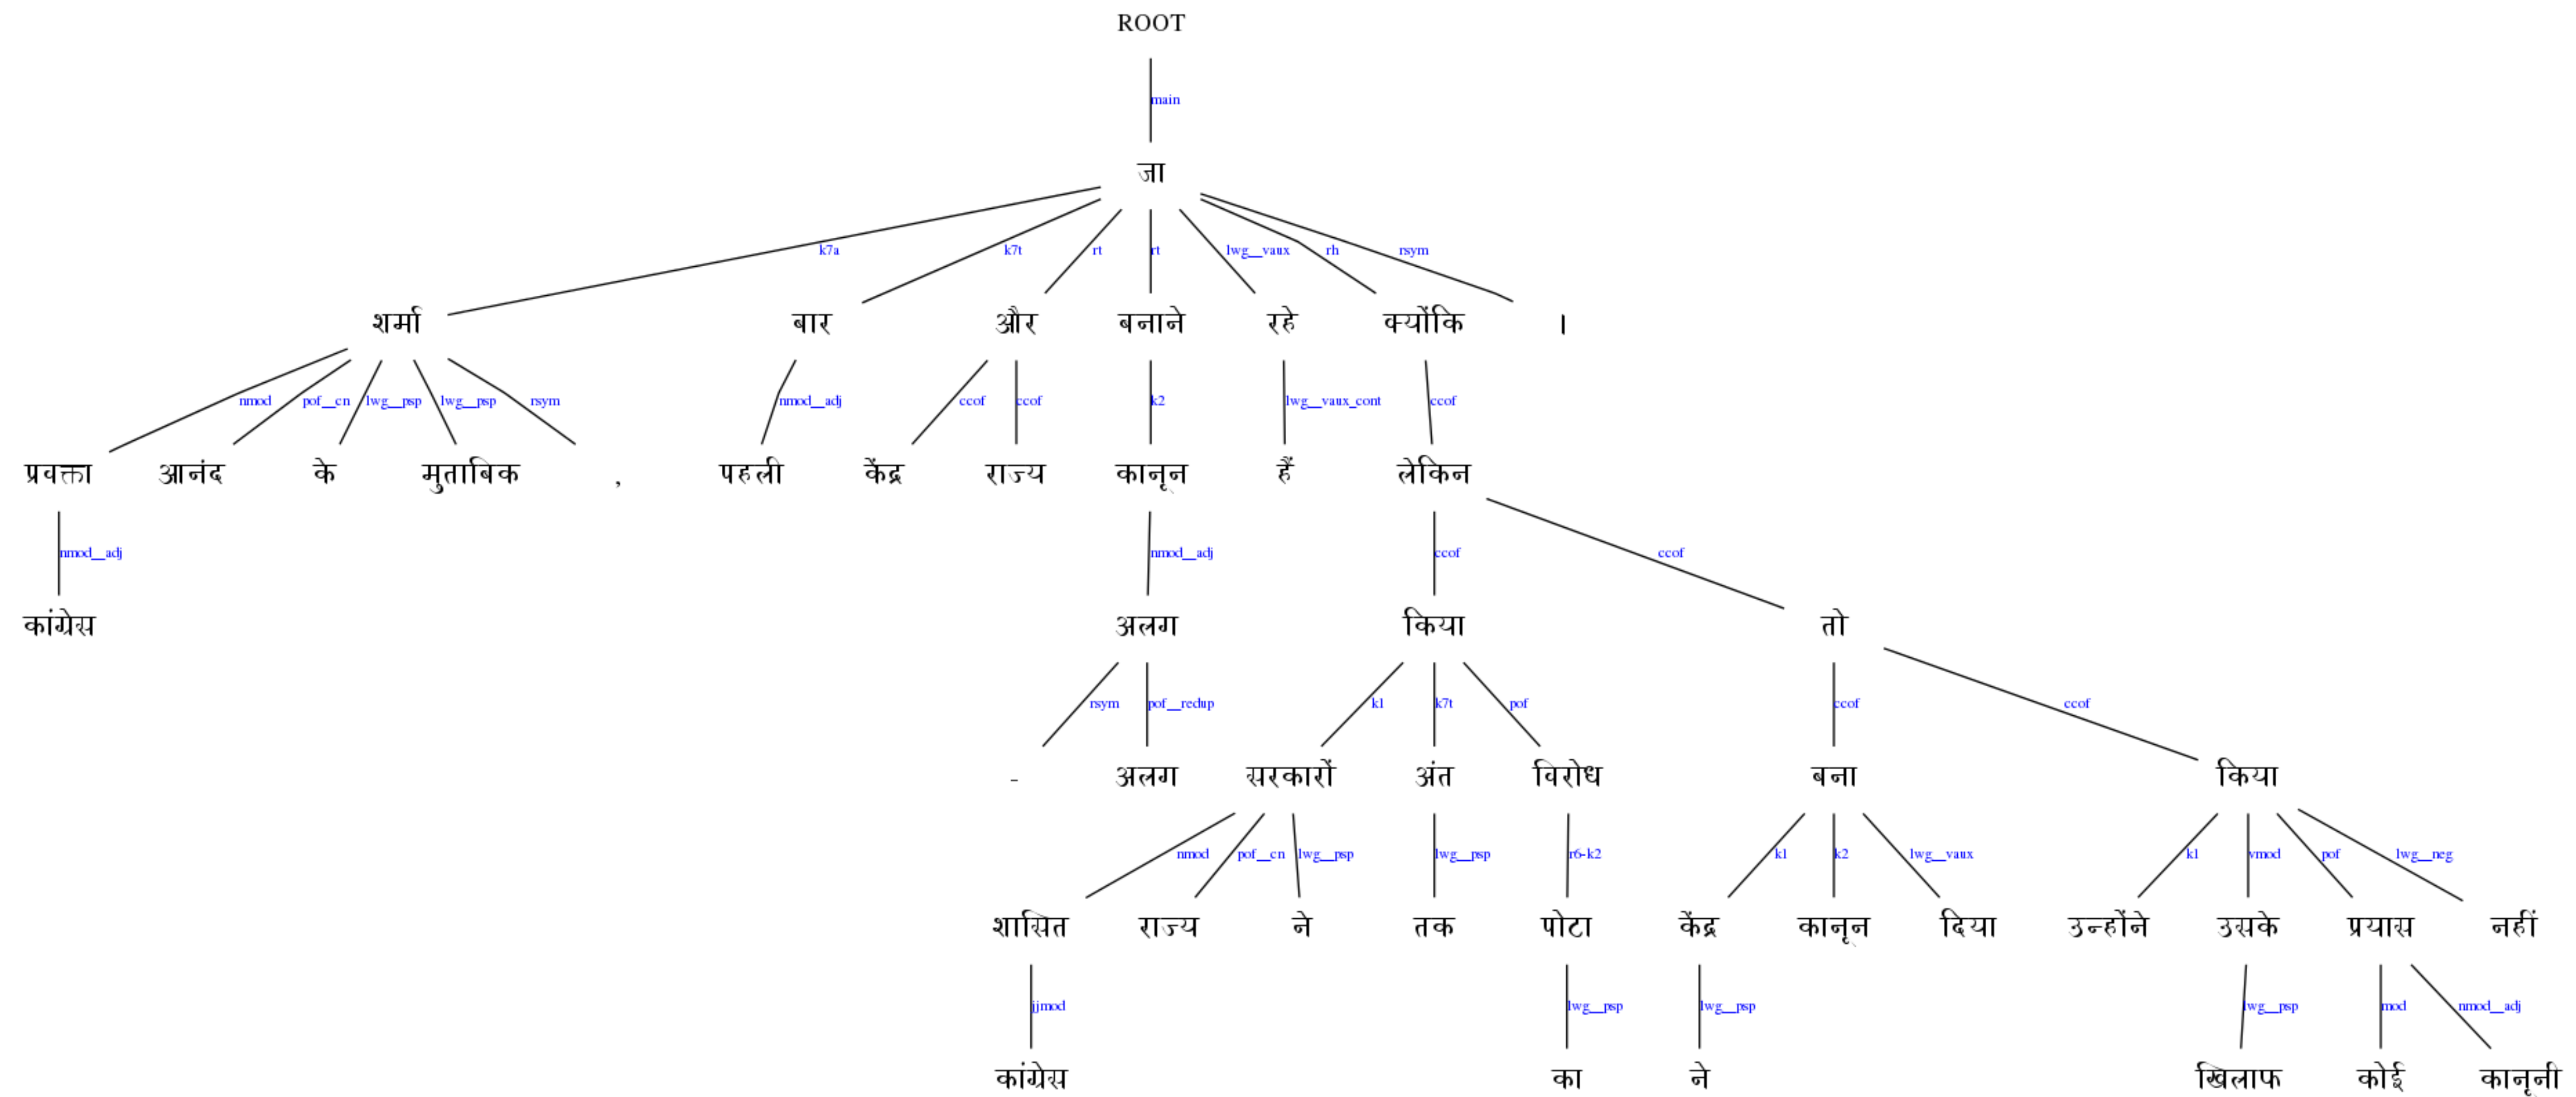 ROOT
main
जा
k7a k7t rt rt lwg__vaux rh rsym
शर्मा बार और बनाने रहे क्योंकि ।
nmod pof__cn lwg__psp lwg__psp rsym nmod__adj ccof ccof k2 lwg__vaux_cont ccof
प्रवक्ता आनंद के मुताबिक , पहली केंद्र राज्य कानून हैं लेकिन
nmod__adj nmod__adj ccof ccof
कांग्रेस अलग किया तो
rsym pof__redup k1 k7t pof ccof ccof
- अलग सरकारों अंत विरोध बना किया
nmod pof__cn lwg__psp lwg__psp r6-k2 k1 k2 lwg__vaux k1 vmod pof lwg__neg
शासित राज्य ने तक पोटा केंद्र कानून दिया उन्होंने उसके प्रयास नहीं
jjmod lwg__psp lwg__psp lwg__psp mod nmod__adj
कांग्रेस का ने खिलाफ कोई कानूनी